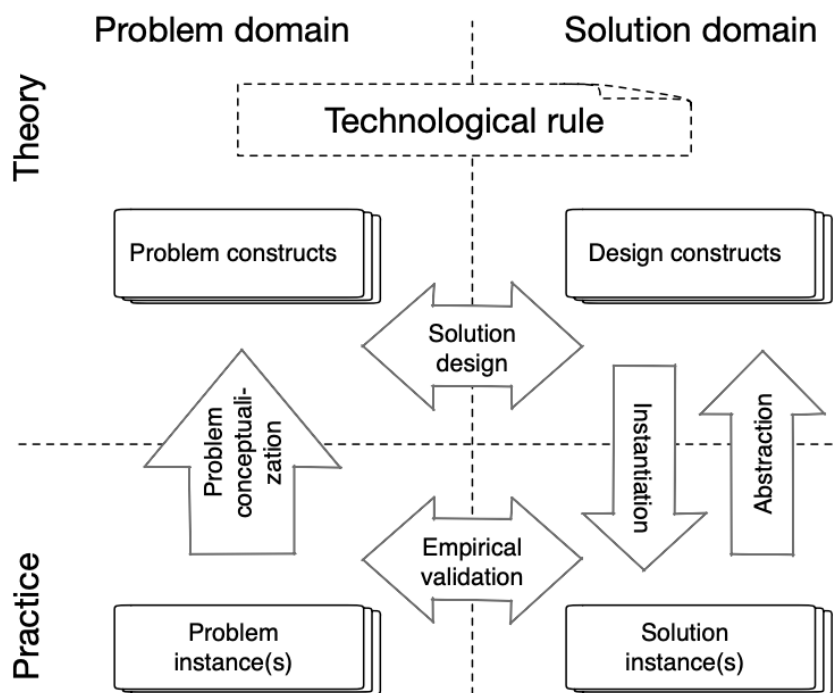 Problem domain
Solution domain
Theory
Technological rule
Problem constructs
Design constructs
Solution
design
Problem
conceptuali-
zation
Instantiation
Abstraction
Practice
Empirical
validation
Problem
instance(s)
Solution
instance(s)